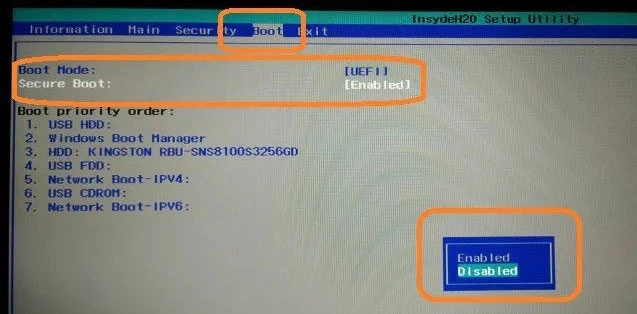 InsydeH20 Setup Utility
Information Main Security Boot Exit
Boot Mode: [UEFI]
Secure Boot: [Enabled]
Boot priority order:
1. USB HDD:
2. Windows Boot Manager
3. HDD: KINGSTON RBU-SNS8100S3256GD
4. USB FDD:
5. Network Boot-IPV4:
6. USB CDROM:
7. Network Boot-IPV6:
Enabled
Disabled